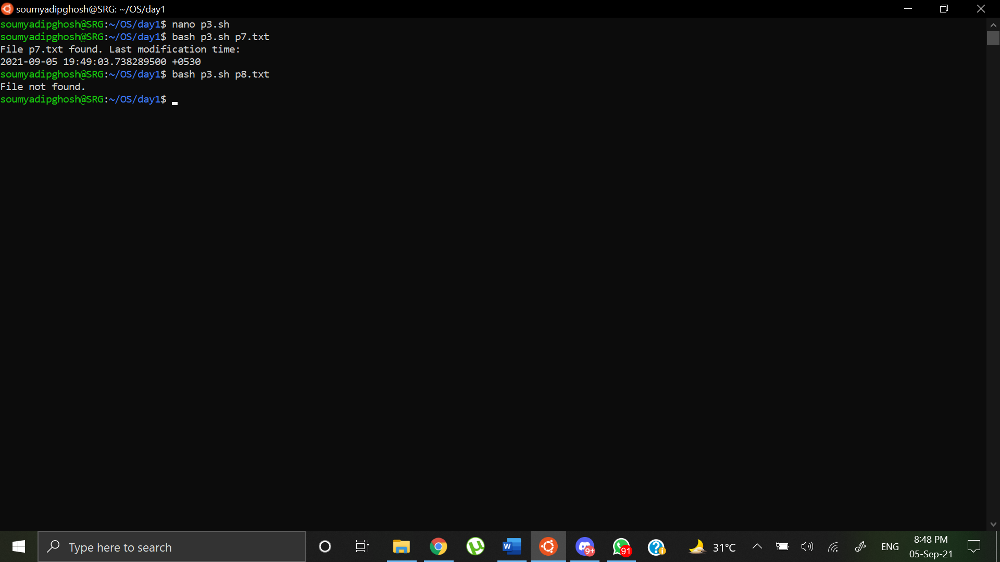 soumyadipghosh@SRG: ~/OS/day1
soumyadipghosh@SRG:~/OS/day1$ nano p3.sh
soumyadipghosh@SRG:~/OS/day1$ bash p3.sh p7.txt
File p7.txt found. Last modification time:
2021-09-05 19:49:03.738289500 +0530
soumyadipghosh@SRG:~/OS/day1$ bash p3.sh p8.txt
File not found.
soumyadipghosh@SRG:~/OS/day1$
Type here to search
W
9+
91
31°C
ENG
8:48 PM
05-Sep-21